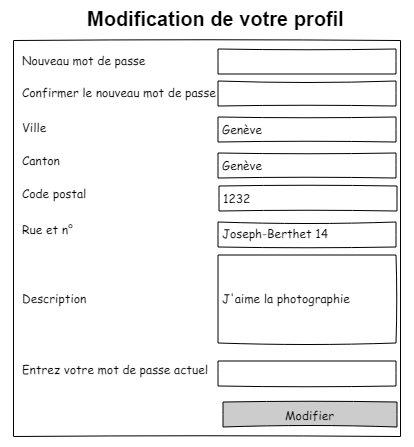 Modification de votre profil
Nouveau mot de passe
Confirmer le nouveau mot de passe
Ville
Genève
Canton
Genève
Code postal
1232
Rue et n°
Joseph-Berthet 14
Description
J'aime la photographie
Entrez votre mot de passe actuel
Modifier